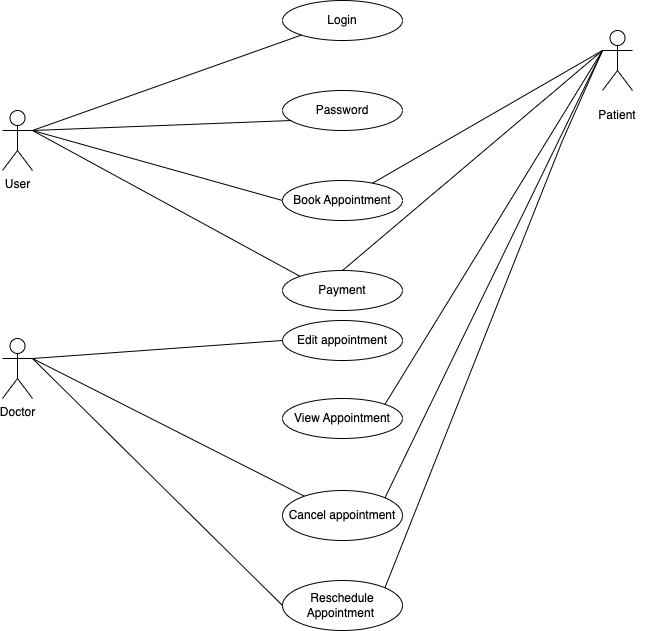 Login
Password
Patient
User
Book Appointment
Payment
Edit appointment
Doctor
View Appointment
Cancel appointment
Reschedule
Appointment